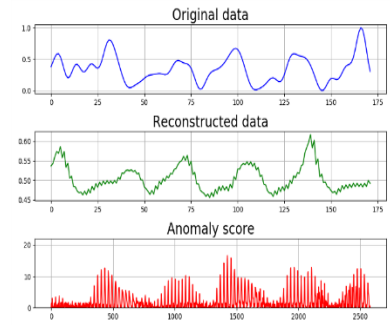 Original data
1.0
0.5
0.0
0 25 50 75 100 125 150 175
Reconstructed data
0.60
0.55
0.50
0.45
0 25 50 75 100 125 150 175
Anomaly score
20
10
0
0 500 1000 1500 2000 2500